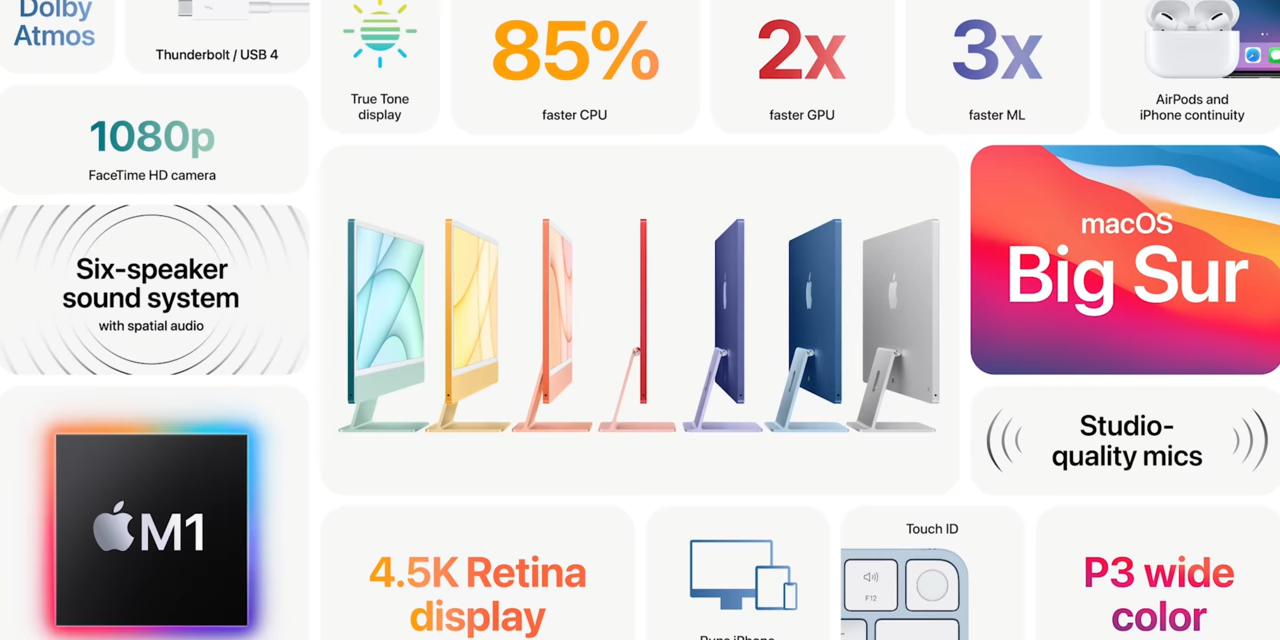 Dolby
Atmos
Thunderbolt / USB 4
True Tone
display
85%
faster CPU
2x
faster GPU
3x
faster ML
AirPods and
iPhone continuity
1080p
FaceTime HD camera
Six-speaker
sound system
with spatial audio
macOS
Big Sur
Studio-
quality mics
M1
4.5K Retina
display
Runs iPhone
Touch ID
F12
P3 wide
color